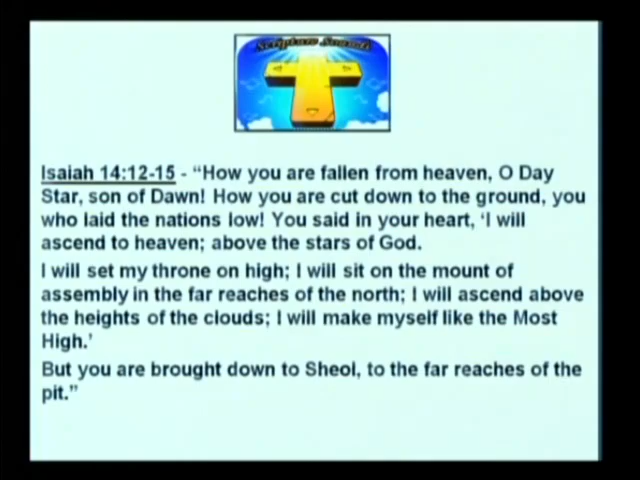 Scripture Sounds
Isaiah 14:12-15 - “How you are fallen from heaven, O Day
Star, son of Dawn! How you are cut down to the ground, you
who laid the nations low! You said in your heart, ‘I will
ascend to heaven; above the stars of God.
I will set my throne on high; I will sit on the mount of
assembly in the far reaches of the north; I will ascend above
the heights of the clouds; I will make myself like the Most
High.’
But you are brought down to Sheol, to the far reaches of the
pit.”